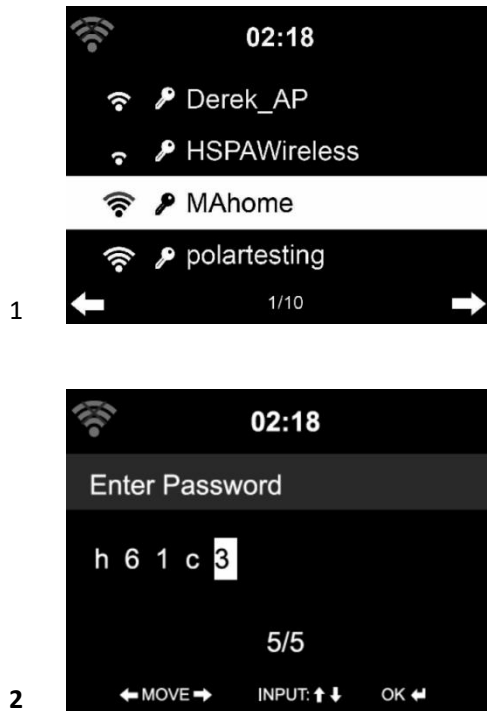 02:18
Derek_AP
HSPAWireless
MAhome
polartesting
1/10
1
02:18
Enter Password
h 6 1 c 3
5/5
←MOVE→ INPUT:↑↓ OK ↵
2